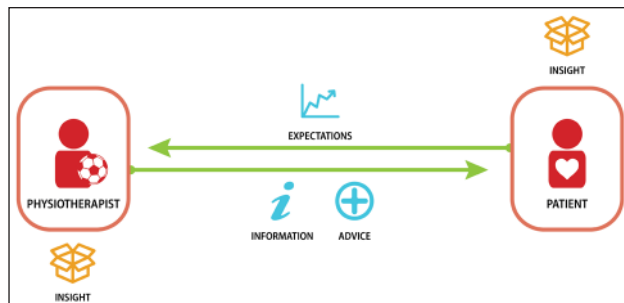 INSIGHT
EXPECTATIONS
PHYSIOTHERAPIST
PATIENT
INFORMATION
ADVICE
INSIGHT